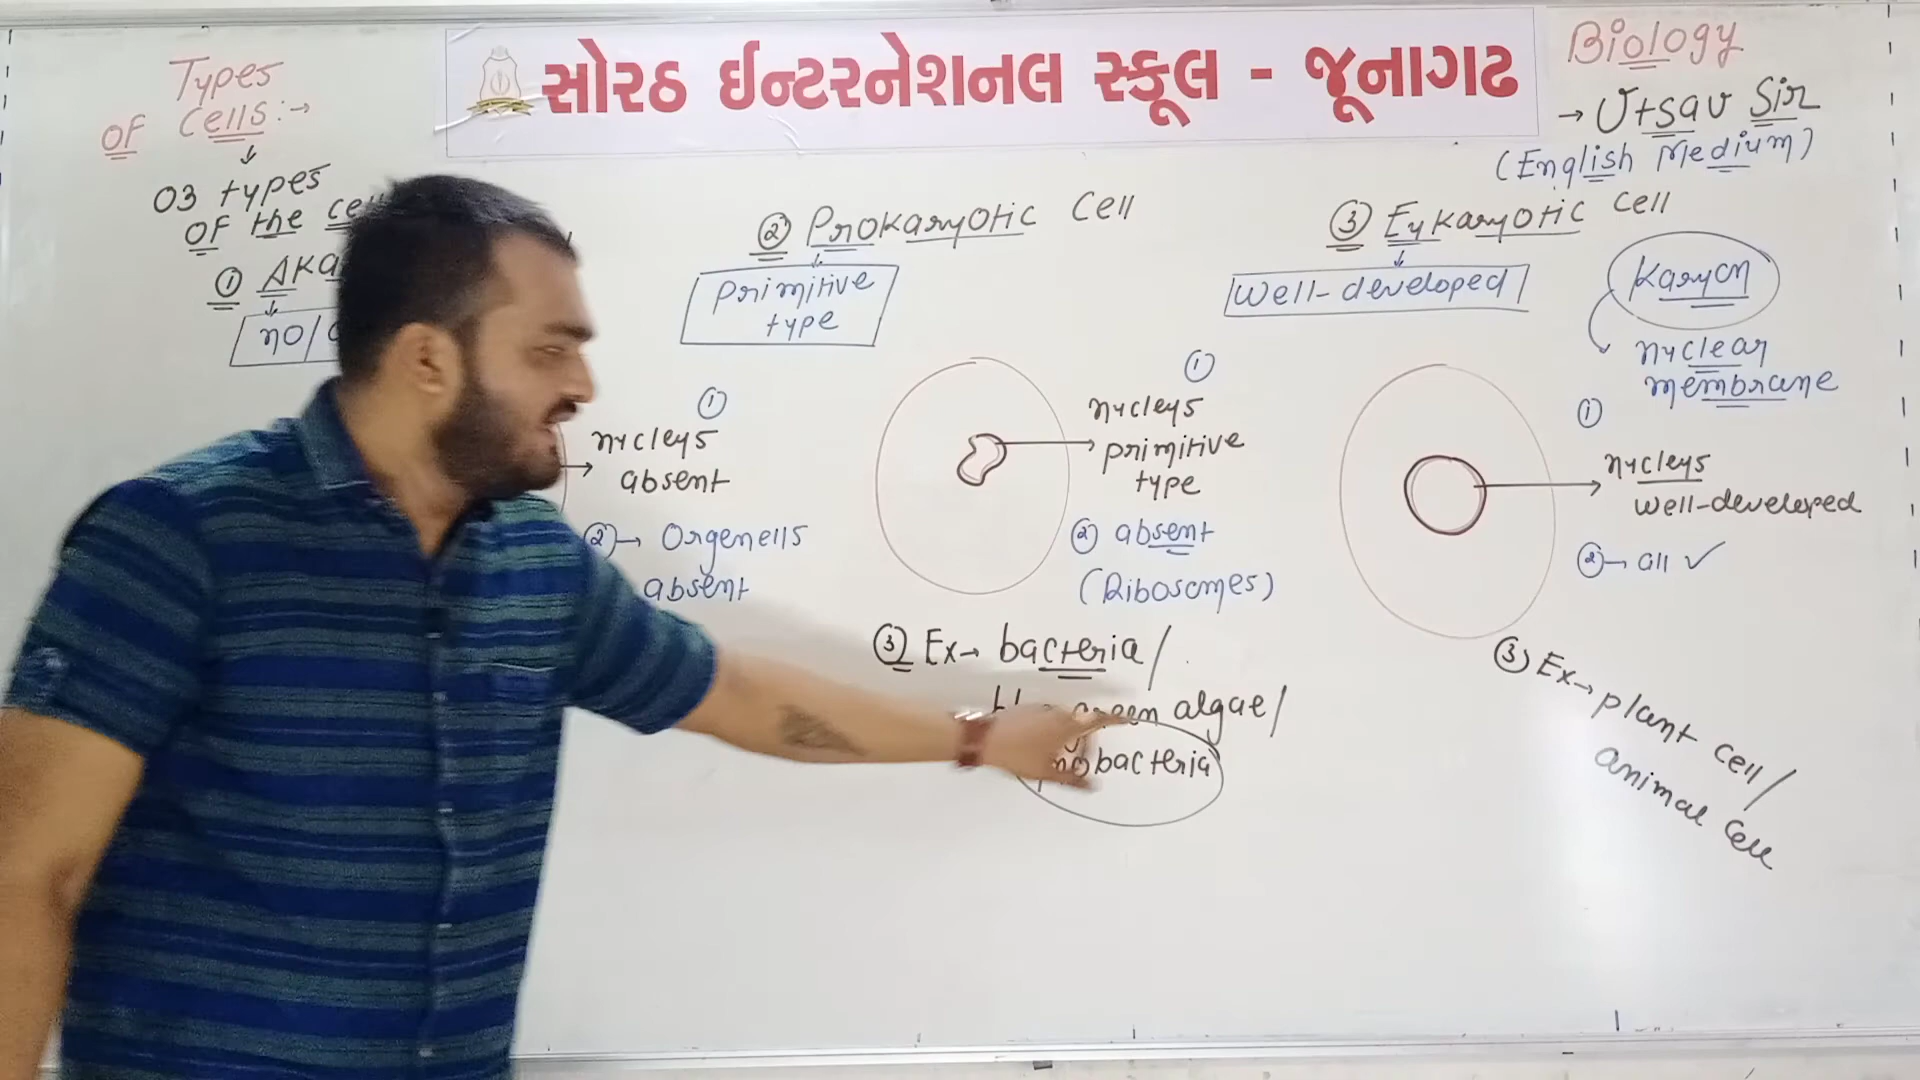 સોરઠ ઈન્ટરનેશનલ સ્કૂલ - જૂનાગઢ
Types
OF Cells:→
03 types
OF the
①
no/
①
nucleus
absent
②→ Orgenells
absent
② Prokaryotic Cell
Primitive
type
①
nucleus
primitive
type
② absent
(Ribosomes)
③ Ex→ bacteria/
green algae/
bacteria
Biology
→ Utsav Sir
(English Medium)
③ Eukaryotic Cell
Well-developed
Karyon
nuclear
membrane
①
nucleus
well-developed
②→ all ✓
③ Ex→ plant cell/
animal cell